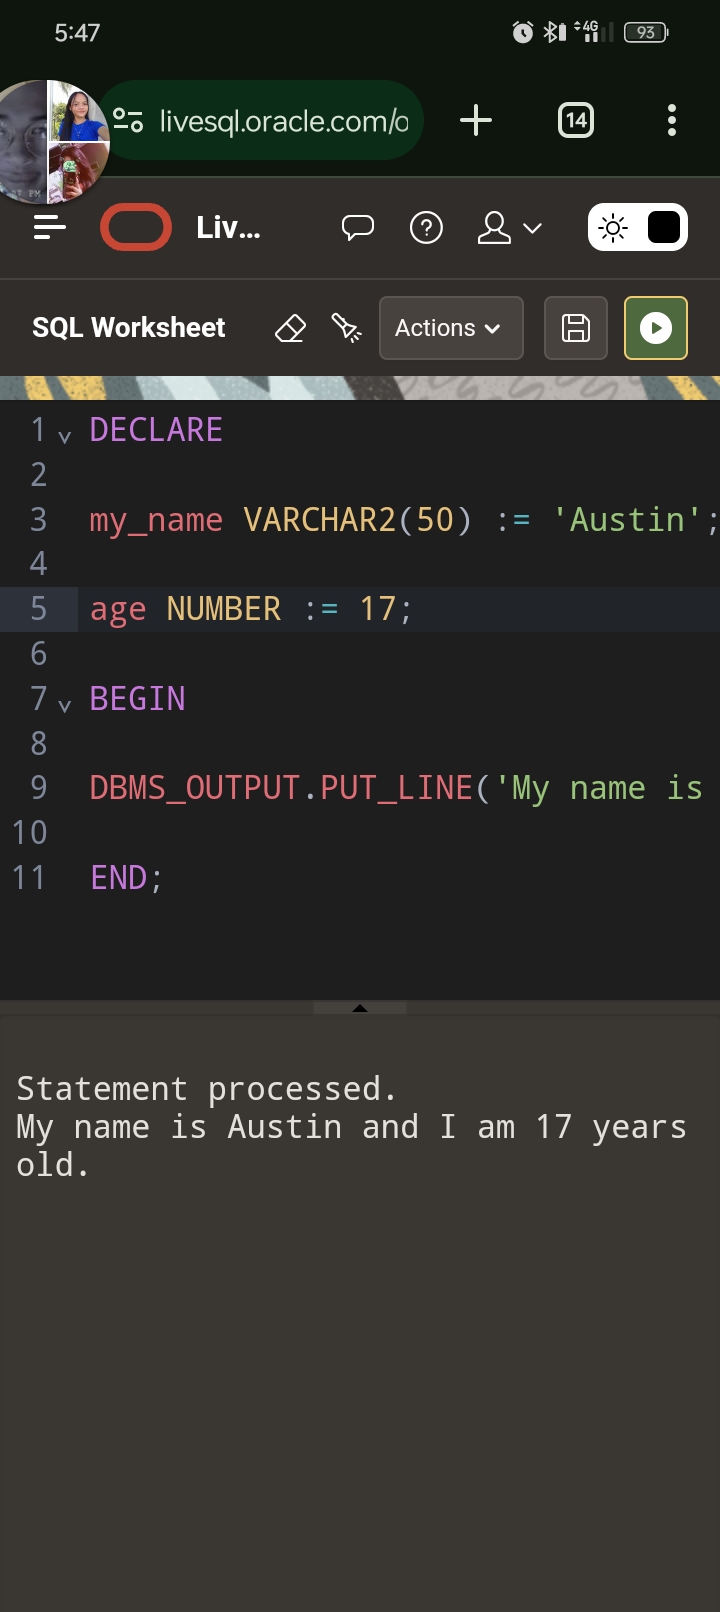 5:47
4G
93
livesql.oracle.com/o
14
Liv...
SQL Worksheet
Actions
1 DECLARE
2
3 my_name VARCHAR2(50) := 'Austin';
4
5 age NUMBER := 17;
6
7 BEGIN
8
9 DBMS_OUTPUT.PUT_LINE('My name is
10
11 END;
Statement processed.
My name is Austin and I am 17 years
old.